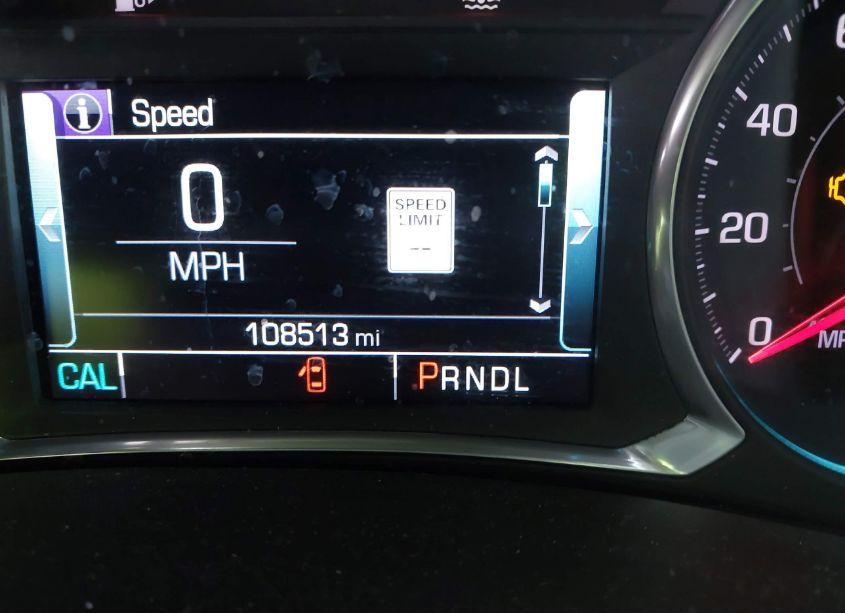 Speed
0
MPH
SPEED
LIMIT
--
108513 mi
CAL
PRNDL
40
20
0